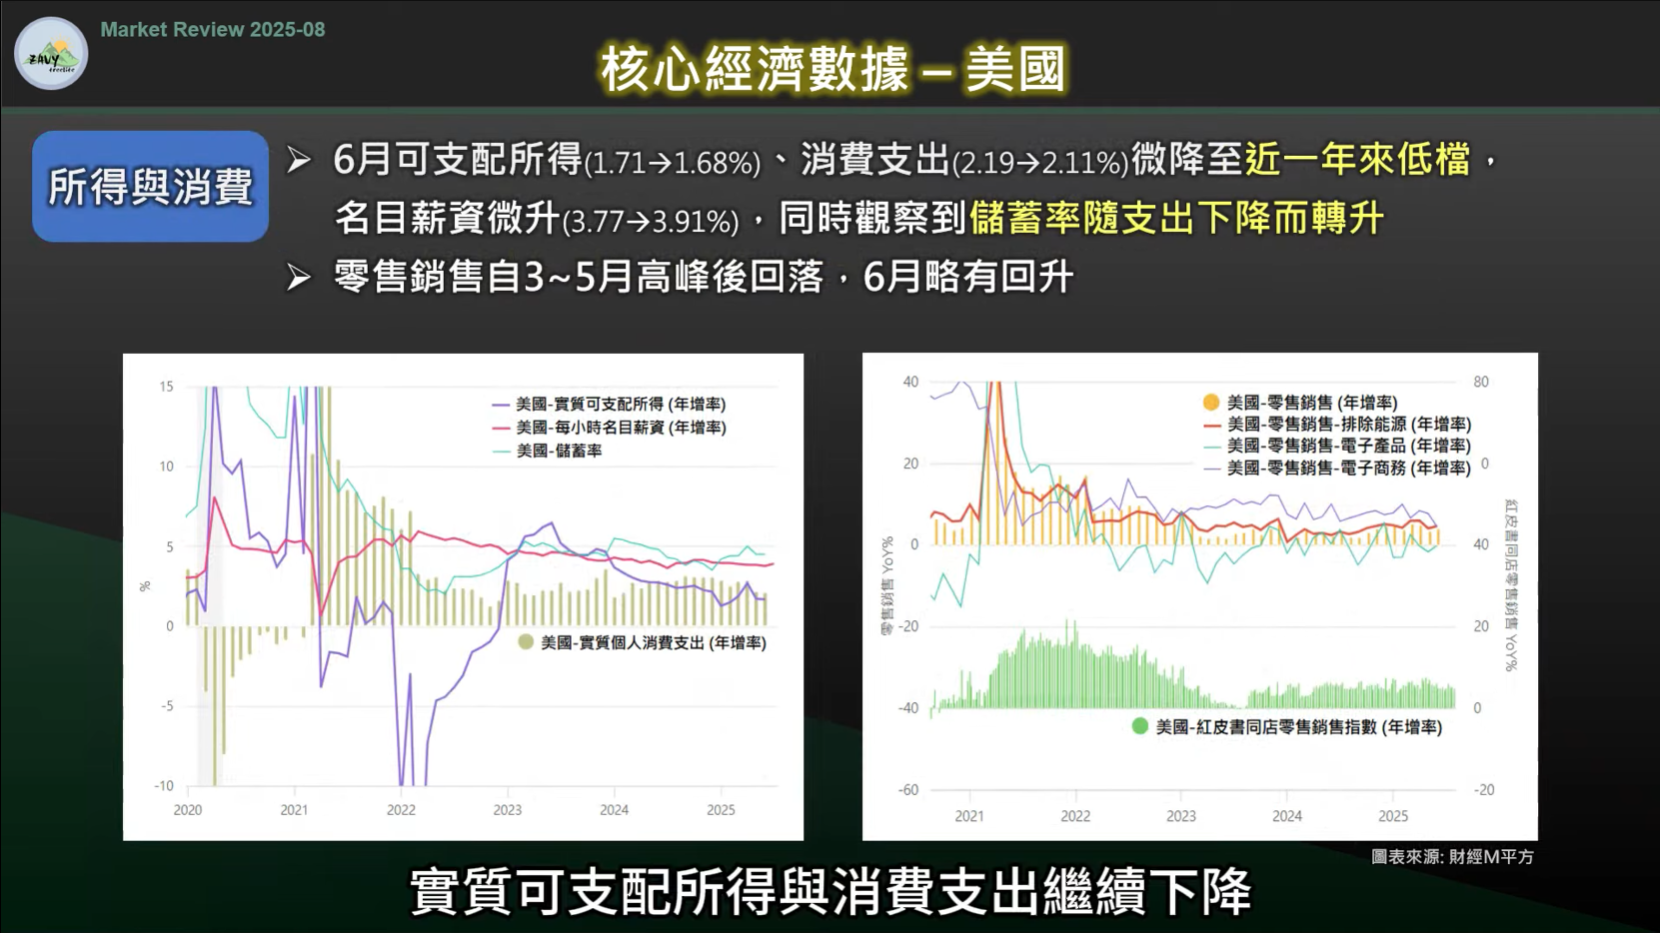 Market Review 2025-08
ZAVY
freelife
核心經濟數據 – 美國
所得與消費
➢ 6月可支配所得(1.71→1.68%)、消費支出(2.19→2.11%)微降至近一年來低檔，
名目薪資微升(3.77→3.91%)，同時觀察到儲蓄率隨支出下降而轉升
➢ 零售銷售自3~5月高峰後回落，6月略有回升
15
10
5
0
-5
-10
%
美國-實質可支配所得 (年增率)
美國-每小時名目薪資 (年增率)
美國-儲蓄率
美國-實質個人消費支出 (年增率)
2020
2021
2022
2023
2024
2025
40
20
0
-20
-40
-60
零售銷售 YoY%
美國-零售銷售 (年增率)
美國-零售銷售-排除能源 (年增率)
美國-零售銷售-電子產品 (年增率)
美國-零售銷售-電子商務 (年增率)
80
0
40
20
0
-20
紅皮書同店零售銷售 YoY%
美國-紅皮書同店零售銷售指數 (年增率)
2021
2022
2023
2024
2025
圖表來源: 財經M平方
實質可支配所得與消費支出繼續下降